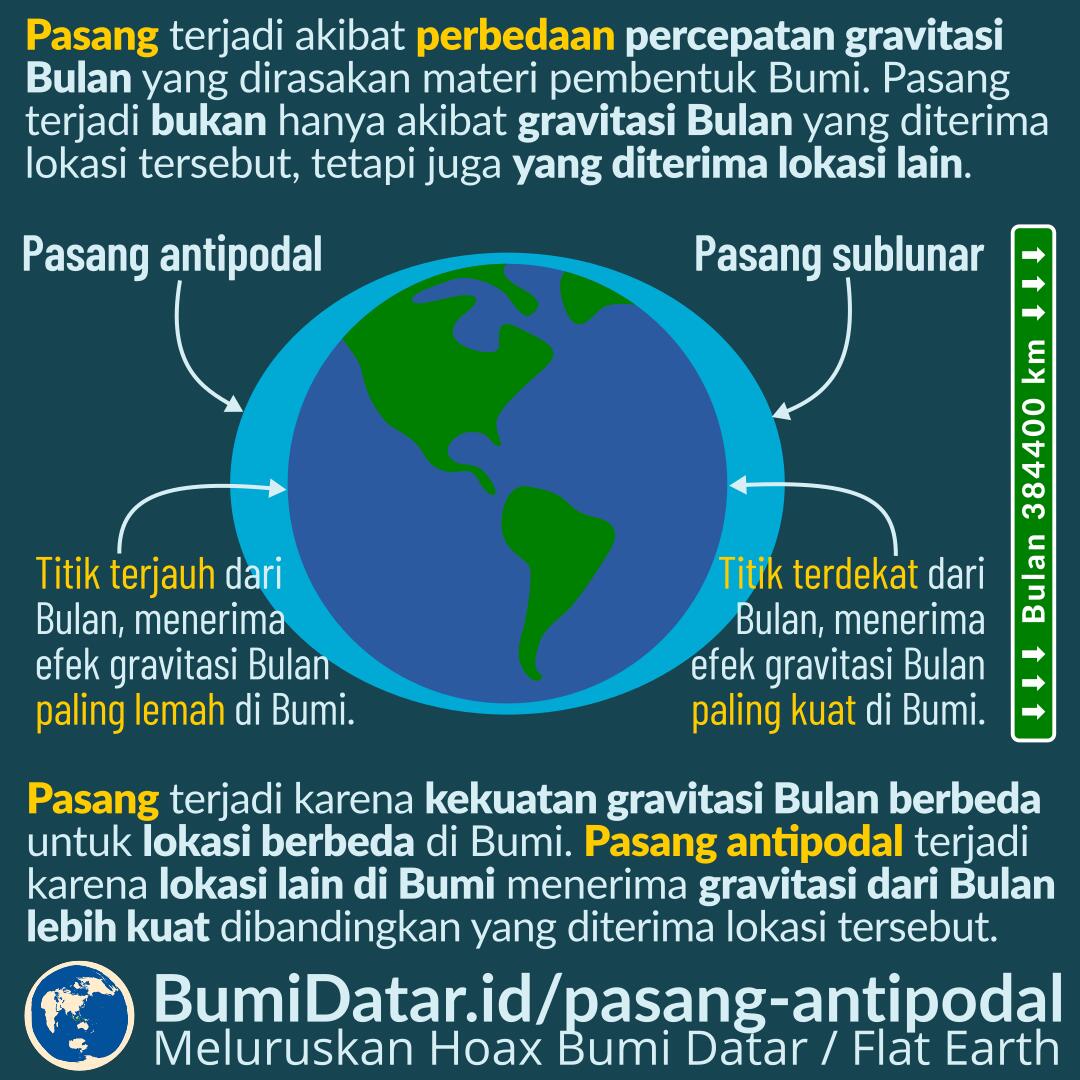 Pasang terjadi akibat perbedaan percepatan gravitasi
Bulan yang dirasakan materi pembentuk Bumi. Pasang
terjadi bukan hanya akibat gravitasi Bulan yang diterima
lokasi tersebut, tetapi juga yang diterima lokasi lain.
Pasang antipodal
Pasang sublunar
Bulan 384400 km
Titik terjauh dari
Bulan, menerima
efek gravitasi Bulan
paling lemah di Bumi.
Titik terdekat dari
Bulan, menerima
efek gravitasi Bulan
paling kuat di Bumi.
Pasang terjadi karena kekuatan gravitasi Bulan berbeda
untuk lokasi berbeda di Bumi. Pasang antipodal terjadi
karena lokasi lain di Bumi menerima gravitasi dari Bulan
lebih kuat dibandingkan yang diterima lokasi tersebut.
BumiDatar.id/pasang-antipodal
Meluruskan Hoax Bumi Datar / Flat Earth